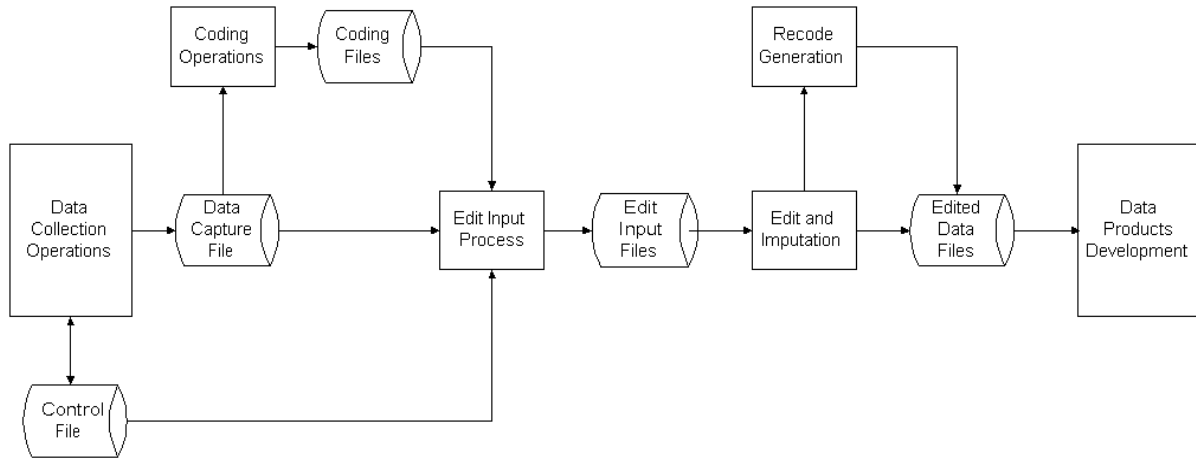 Coding
Operations
Coding
Files
Recode
Generation
Data
Collection
Operations
Data
Capture
File
Edit Input
Process
Edit
Input
Files
Edit and
Imputation
Edited
Data
Files
Data
Products
Development
Control
File